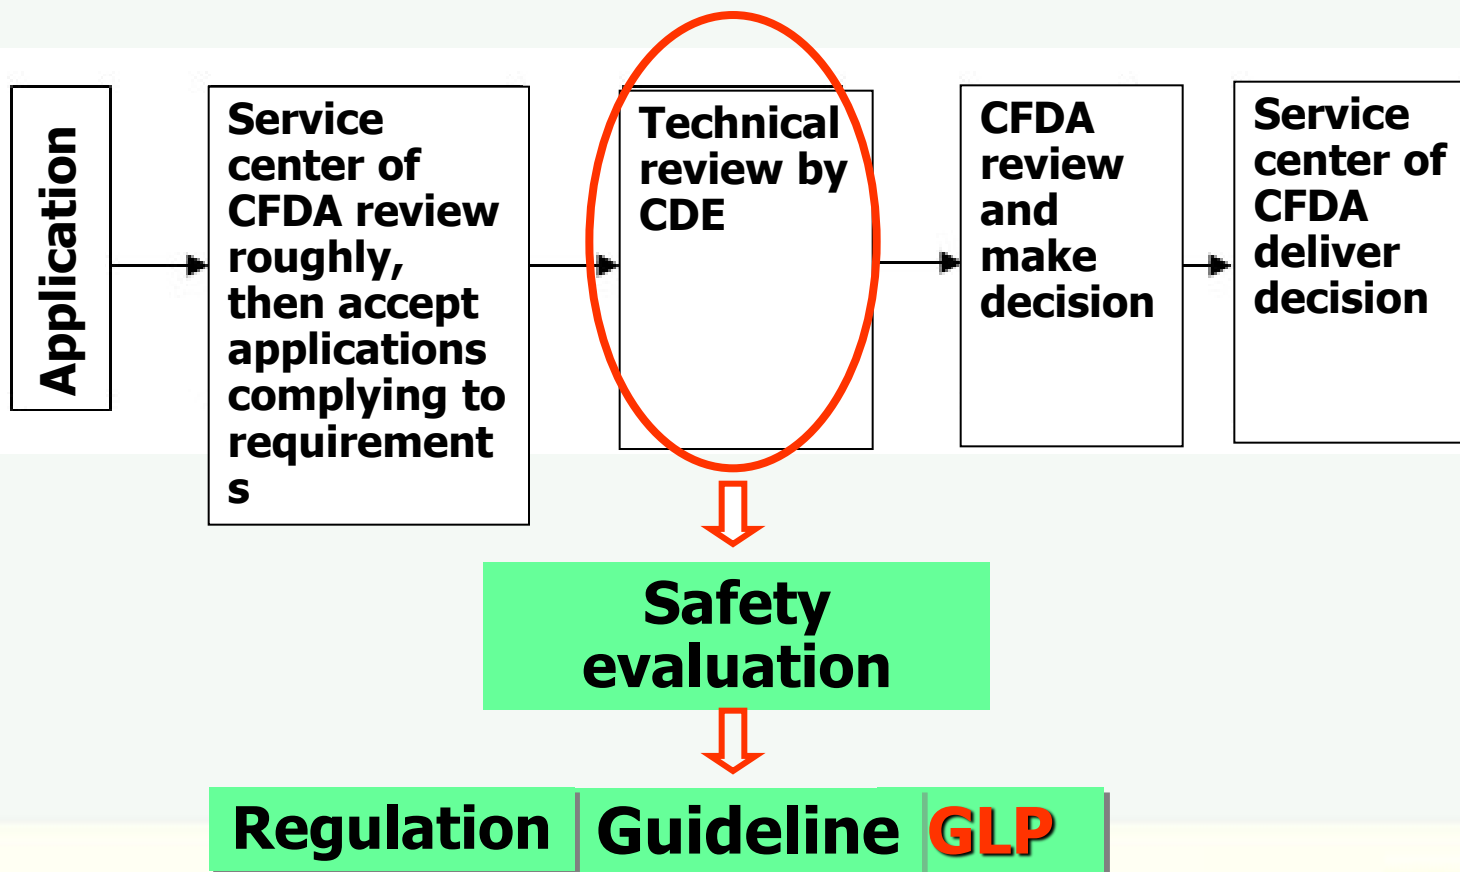 Application
Service
center of
CFDA review
roughly,
then accept
applications
complying to
requirement
s
Technical
review by
CDE
CFDA
review
and
make
decision
Service
center of
CFDA
deliver
decision
Safety
evaluation
Regulation
Guideline
GLP